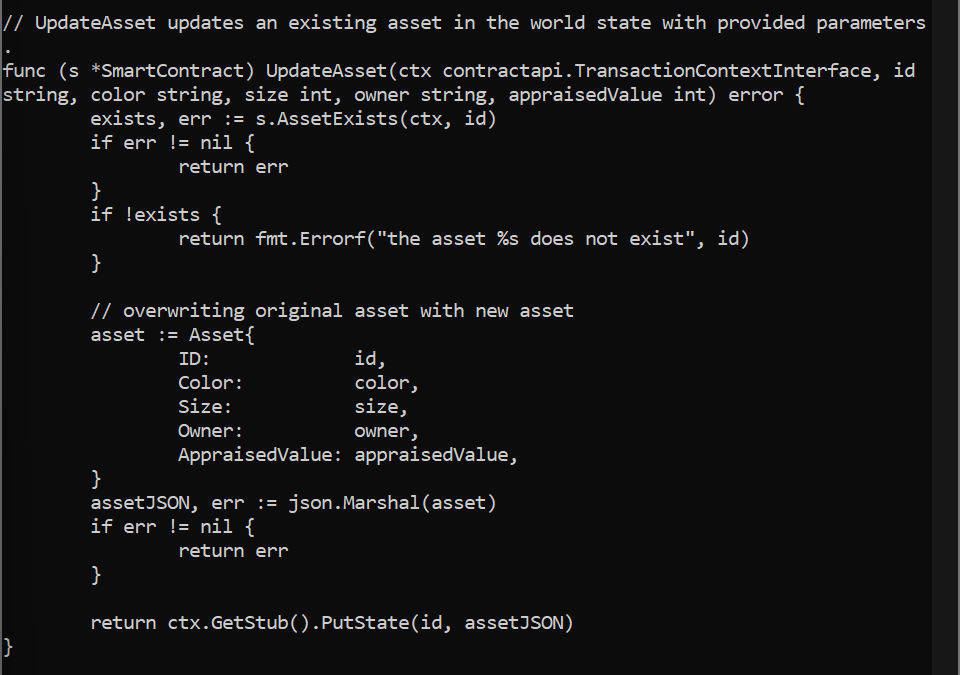 // UpdateAsset updates an existing asset in the world state with provided parameters
.
func (s *SmartContract) UpdateAsset(ctx contractapi.TransactionContextInterface, id
string, color string, size int, owner string, appraisedValue int) error {
        exists, err := s.AssetExists(ctx, id)
        if err != nil {
                return err
        }
        if !exists {
                return fmt.Errorf("the asset %s does not exist", id)
        }

        // overwriting original asset with new asset
        asset := Asset{
                ID:             id,
                Color:          color,
                Size:           size,
                Owner:          owner,
                AppraisedValue: appraisedValue,
        }
        assetJSON, err := json.Marshal(asset)
        if err != nil {
                return err
        }

        return ctx.GetStub().PutState(id, assetJSON)
}